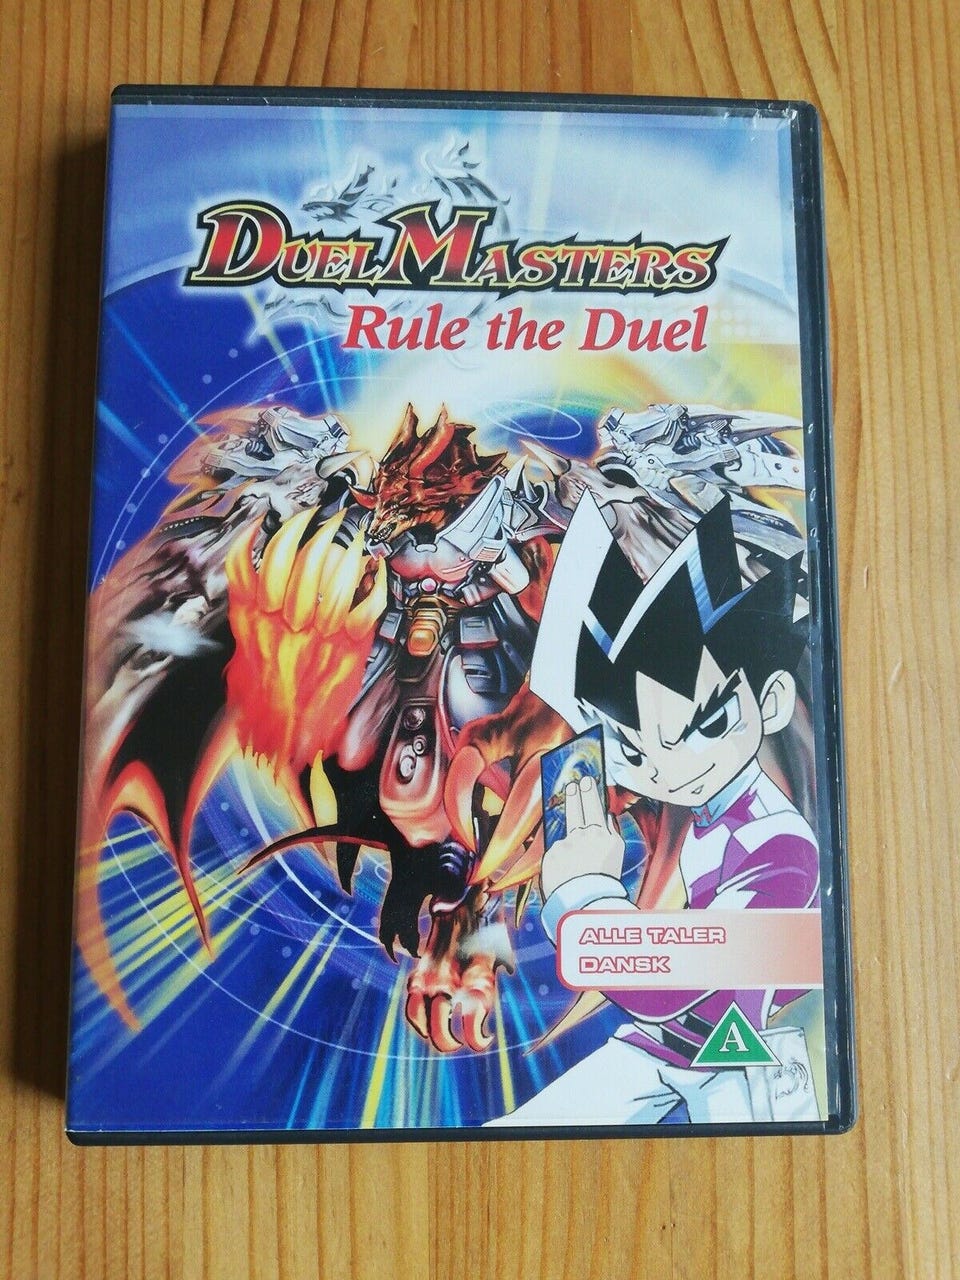 DUEL MASTERS
Rule the Duel
ALLE TALER
DANSK
A